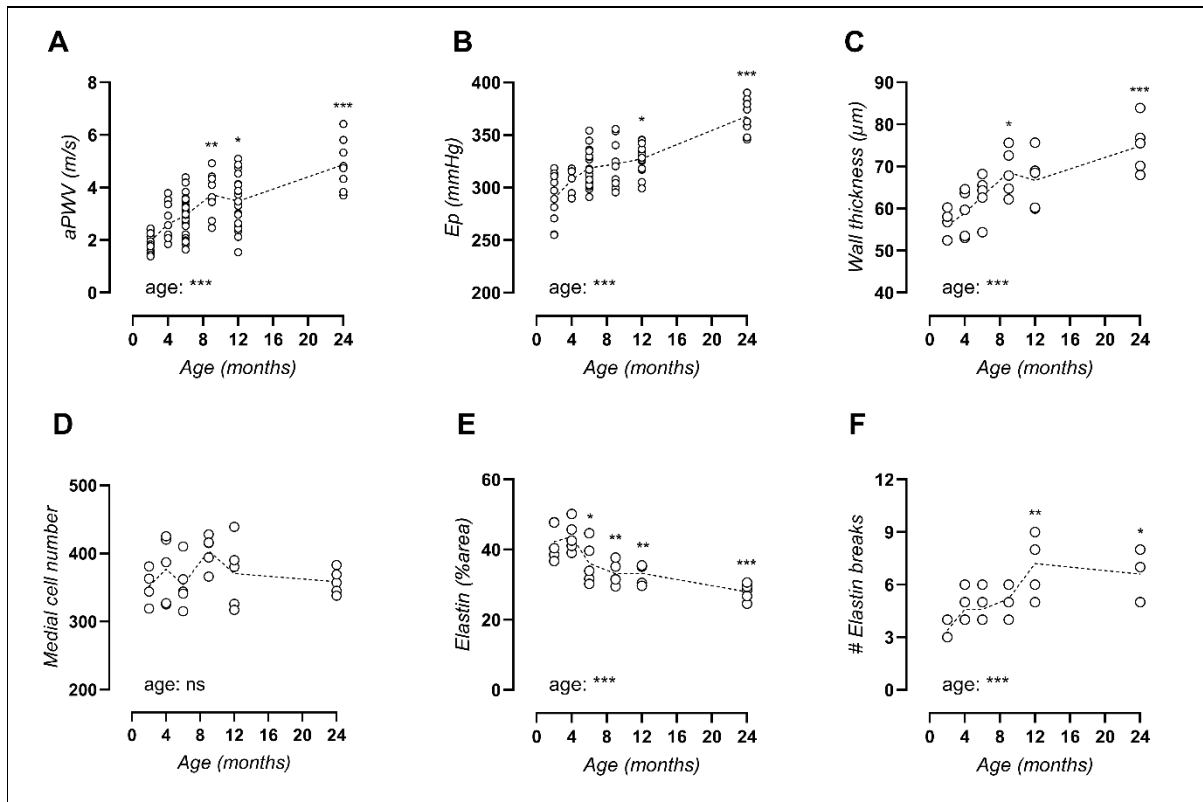 A
aPWV (m/s)
8
6
4
2
0
** * ***
age: ***
0 4 8 12 16 20 24
Age (months)
B
Ep (mmHg)
400
350
300
250
200
* ***
age: ***
0 4 8 12 16 20 24
Age (months)
C
Wall thickness (µm)
90
80
70
60
50
40
* ***
age: ***
0 4 8 12 16 20 24
Age (months)
D
Medial cell number
500
400
300
200
age: ns
0 4 8 12 16 20 24
Age (months)
E
Elastin (%area)
60
40
20
0
* ** ** ***
age: ***
0 4 8 12 16 20 24
Age (months)
F
# Elastin breaks
12
9
6
3
0
** *
age: ***
0 4 8 12 16 20 24
Age (months)